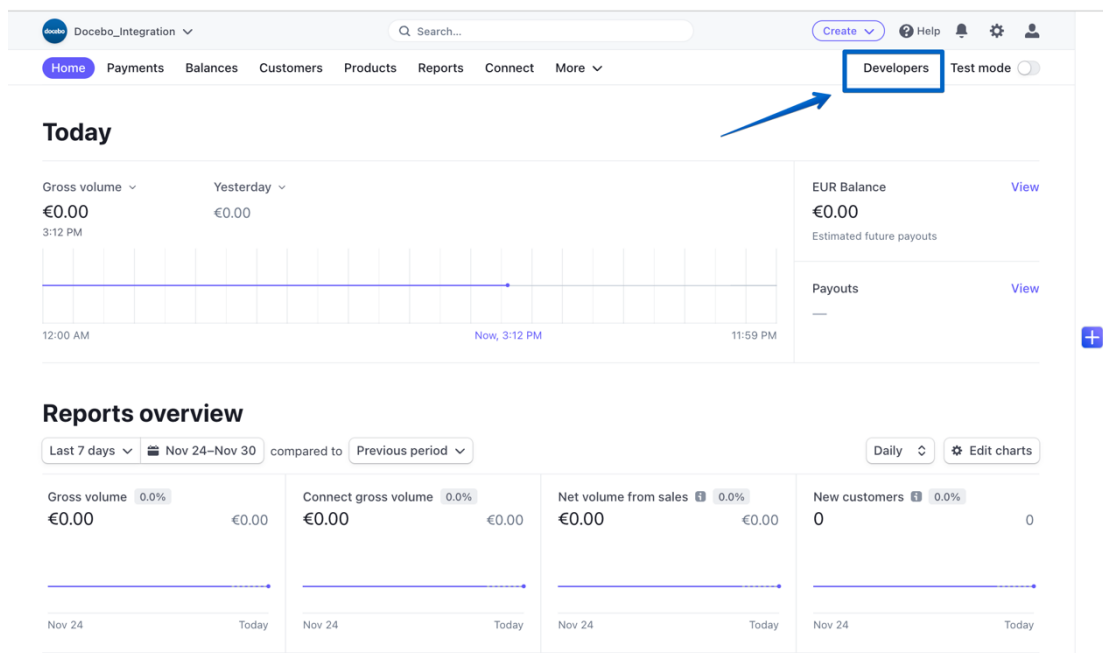 docebo Docebo_Integration Search... Create Help
Home Payments Balances Customers Products Reports Connect More Developers Test mode
Today
Gross volume Yesterday
€0.00 €0.00
3:12 PM
12:00 AM Now, 3:12 PM 11:59 PM
EUR Balance View
€0.00
Estimated future payouts
Payouts View
—
Reports overview
Last 7 days Nov 24–Nov 30 compared to Previous period Daily Edit charts
Gross volume 0.0%
€0.00 €0.00
Nov 24 Today
Connect gross volume 0.0%
€0.00 €0.00
Nov 24 Today
Net volume from sales 0.0%
€0.00 €0.00
Nov 24 Today
New customers 0.0%
0 0
Nov 24 Today